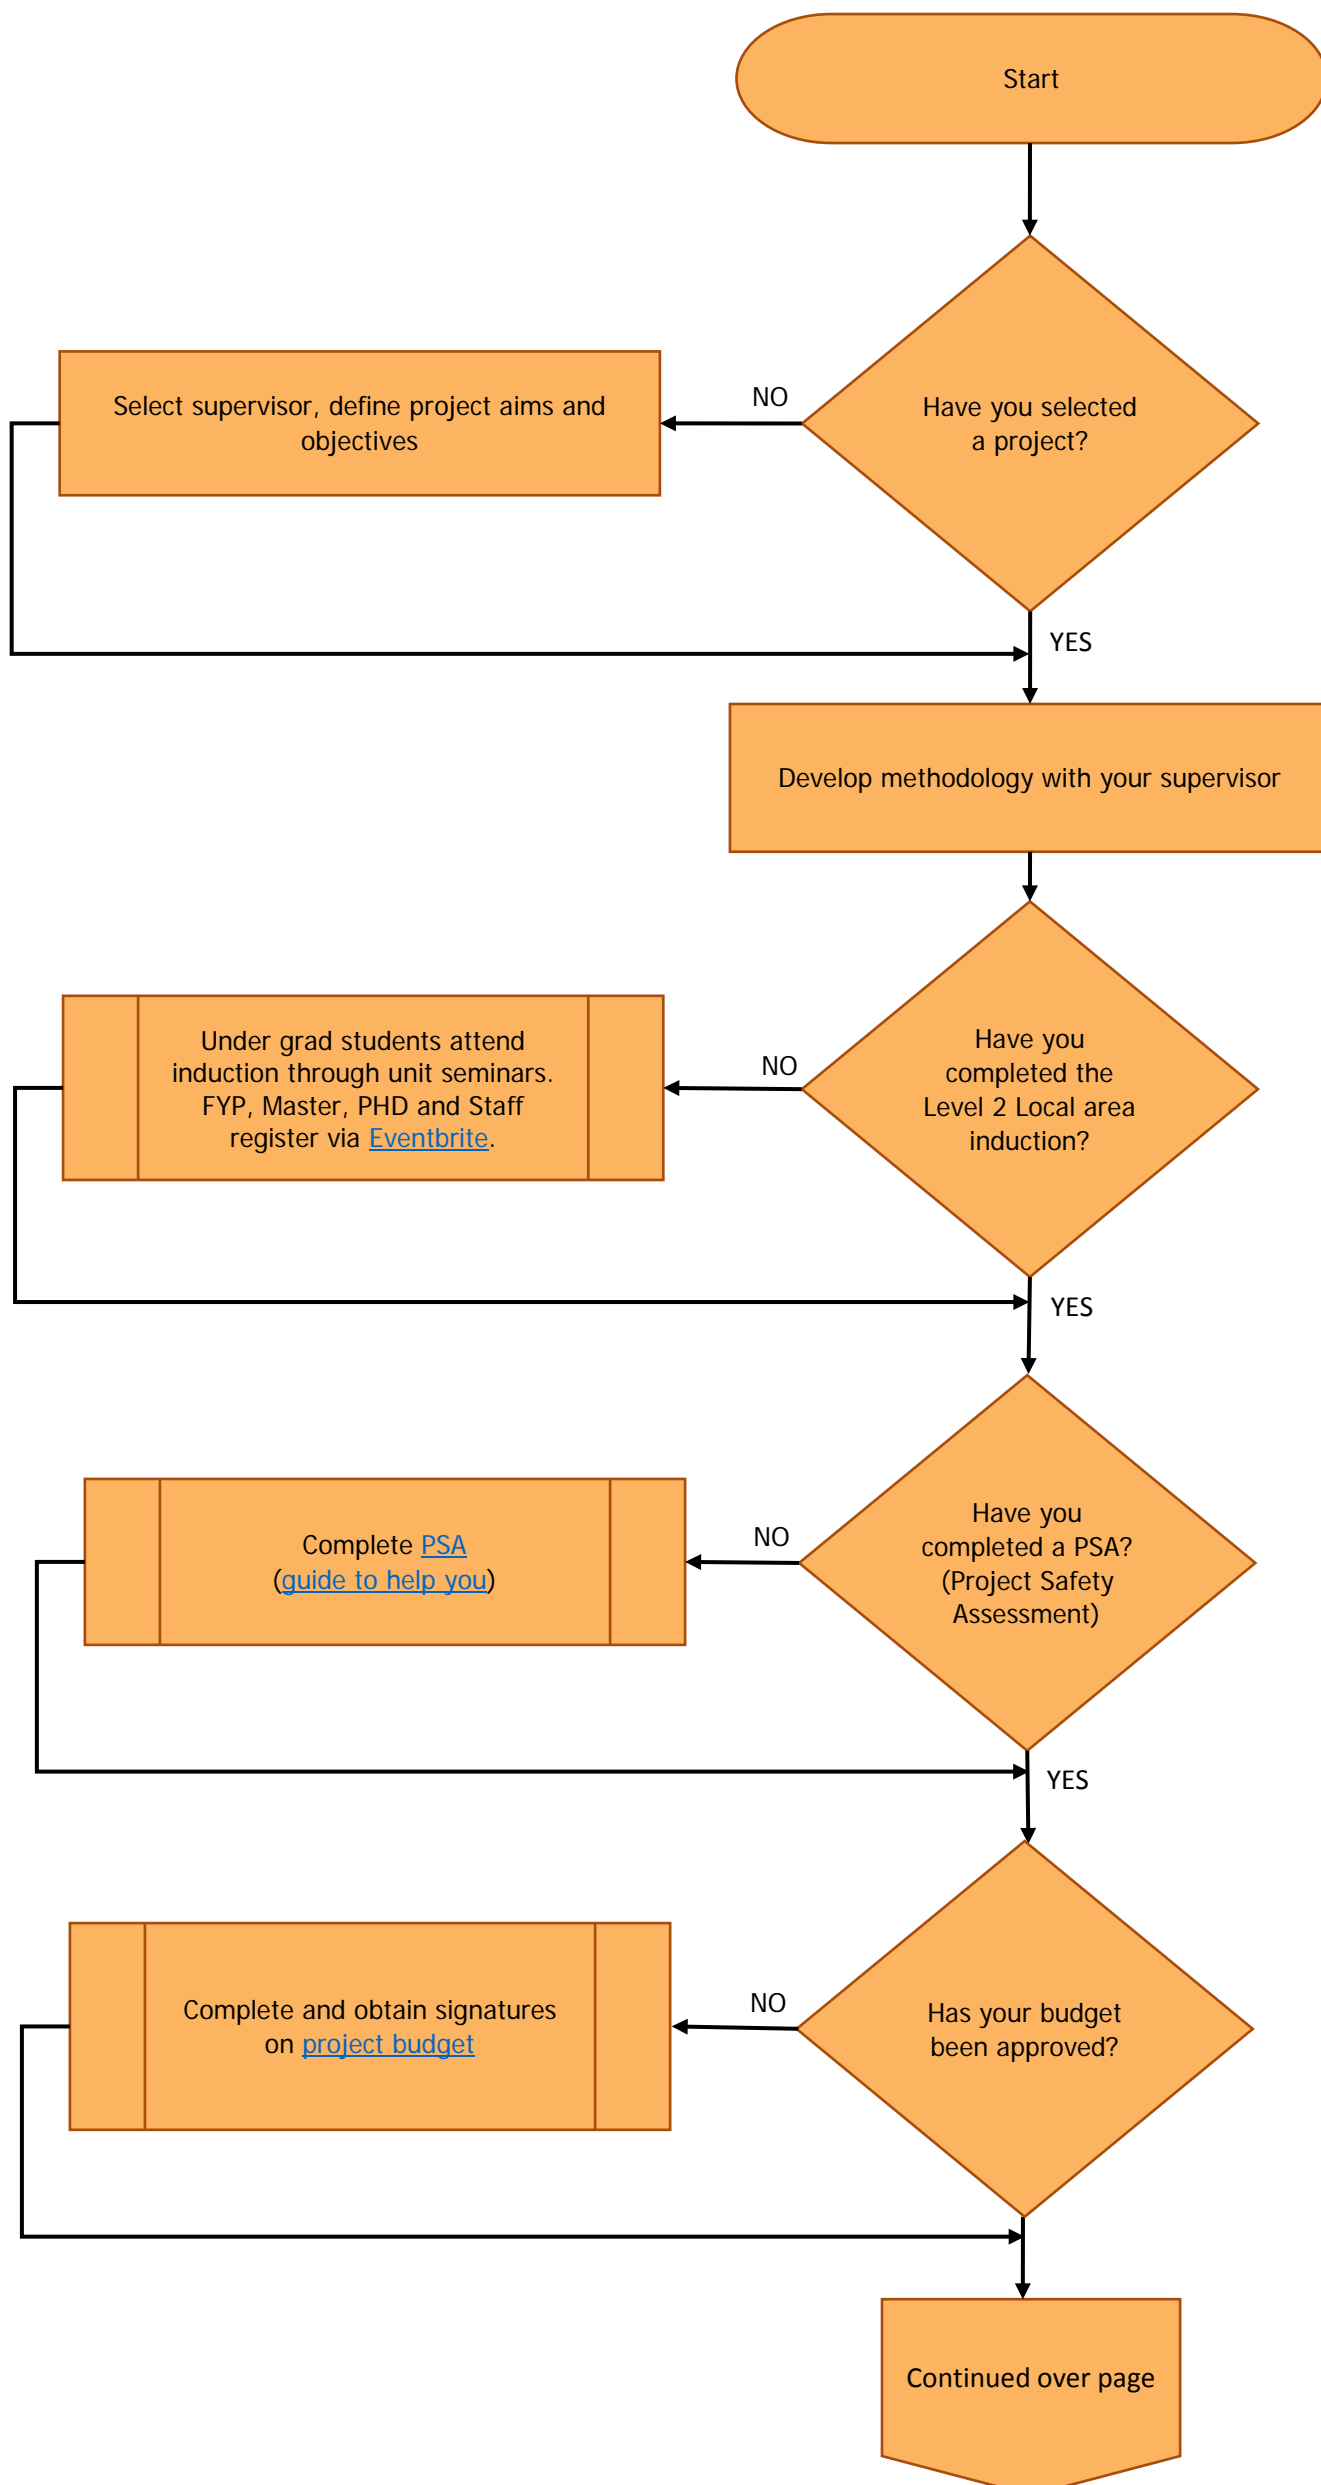 Start
Have you selected
a project?
NO
Select supervisor, define project aims and
objectives
YES
Develop methodology with your supervisor
Have you
completed the
Level 2 Local area
induction?
NO
Under grad students attend
induction through unit seminars.
FYP, Master, PHD and Staff
register via Eventbrite.
YES
Have you
completed a PSA?
(Project Safety
Assessment)
NO
Complete PSA
(guide to help you)
YES
Has your budget
been approved?
NO
Complete and obtain signatures
on project budget
Continued over page